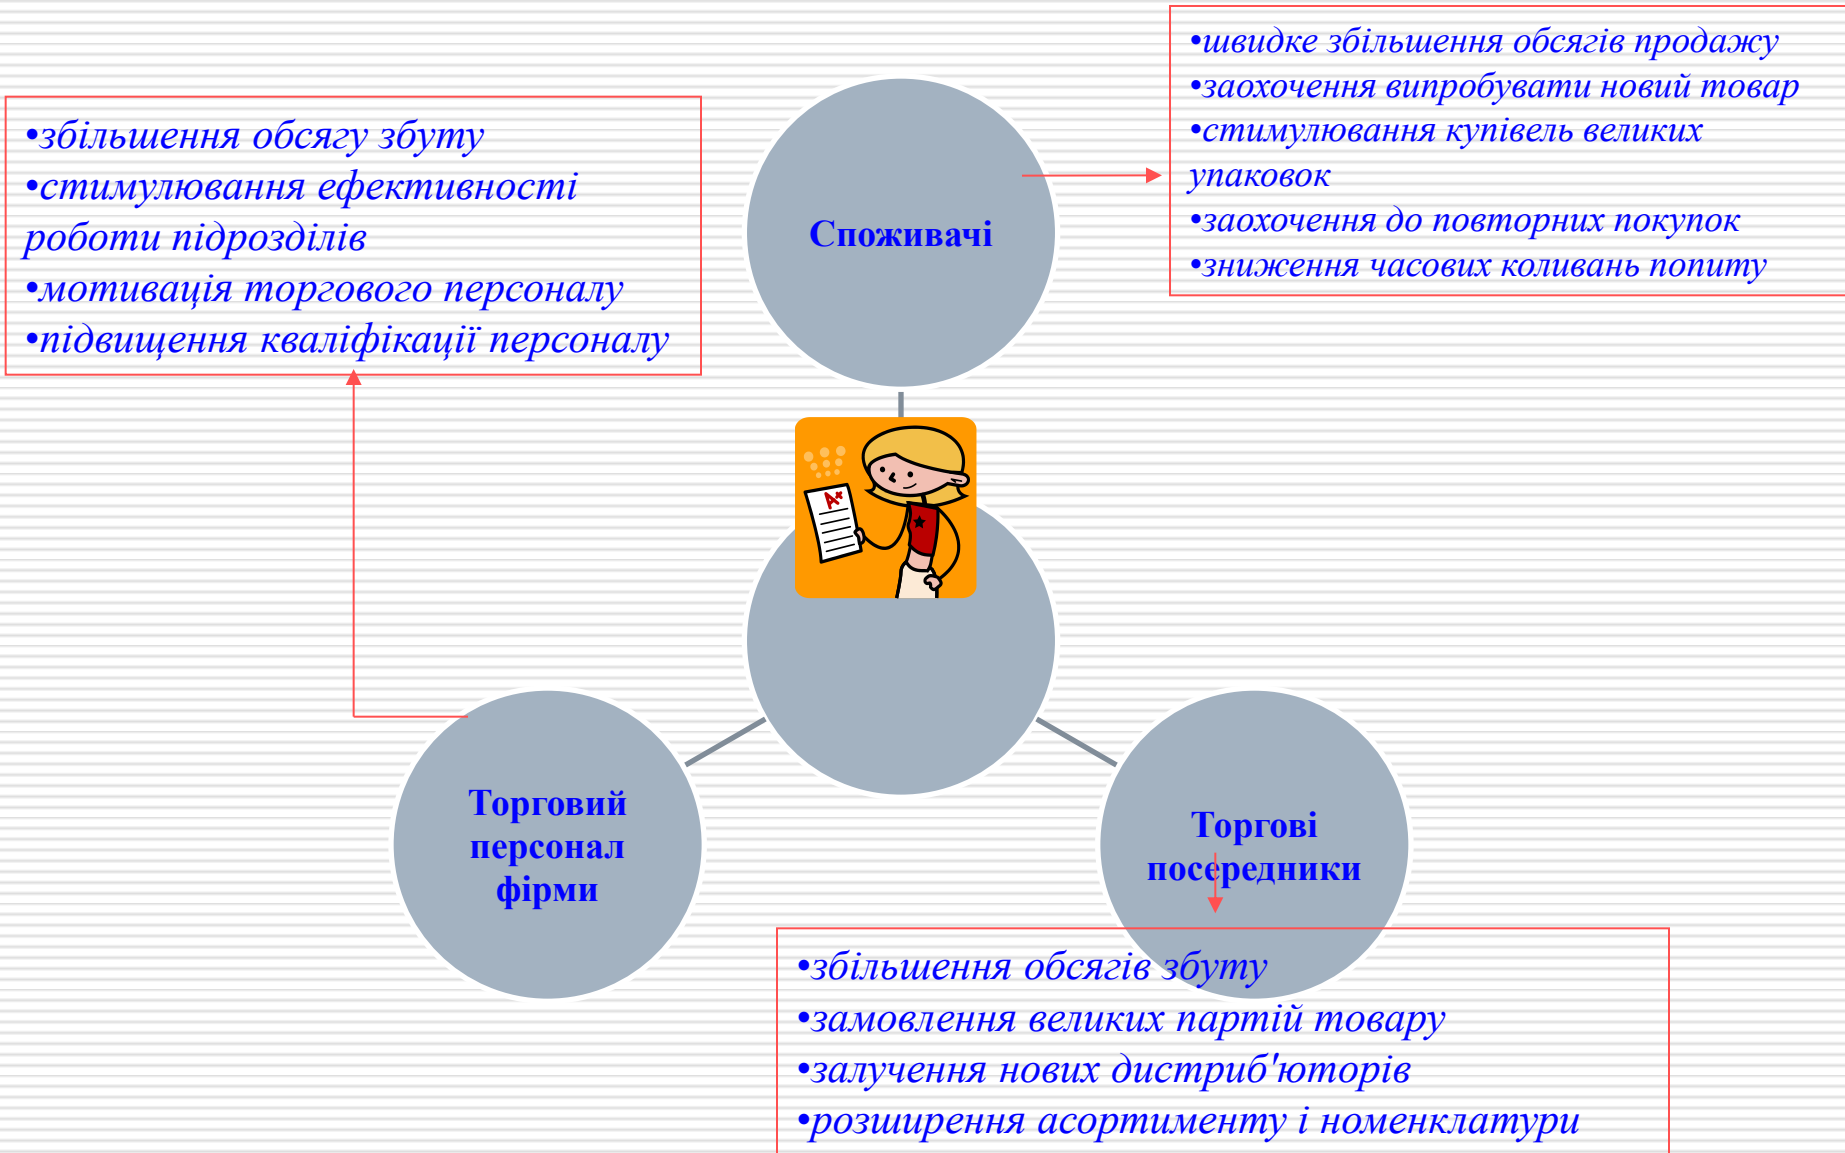 •збільшення обсягу збуту
•стимулювання ефективності
роботи підрозділів
•мотивація торгового персоналу
•підвищення кваліфікації персоналу
Споживачі
•швидке збільшення обсягів продажу
•заохочення випробувати новий товар
•стимулювання купівель великих
упаковок
•заохочення до повторних покупок
•зниження часових коливань попиту
A+
Торговий
персонал
фірми
Торгові
посередники
•збільшення обсягів збуту
•замовлення великих партій товару
•залучення нових дистриб'юторів
•розширення асортименту і номенклатури